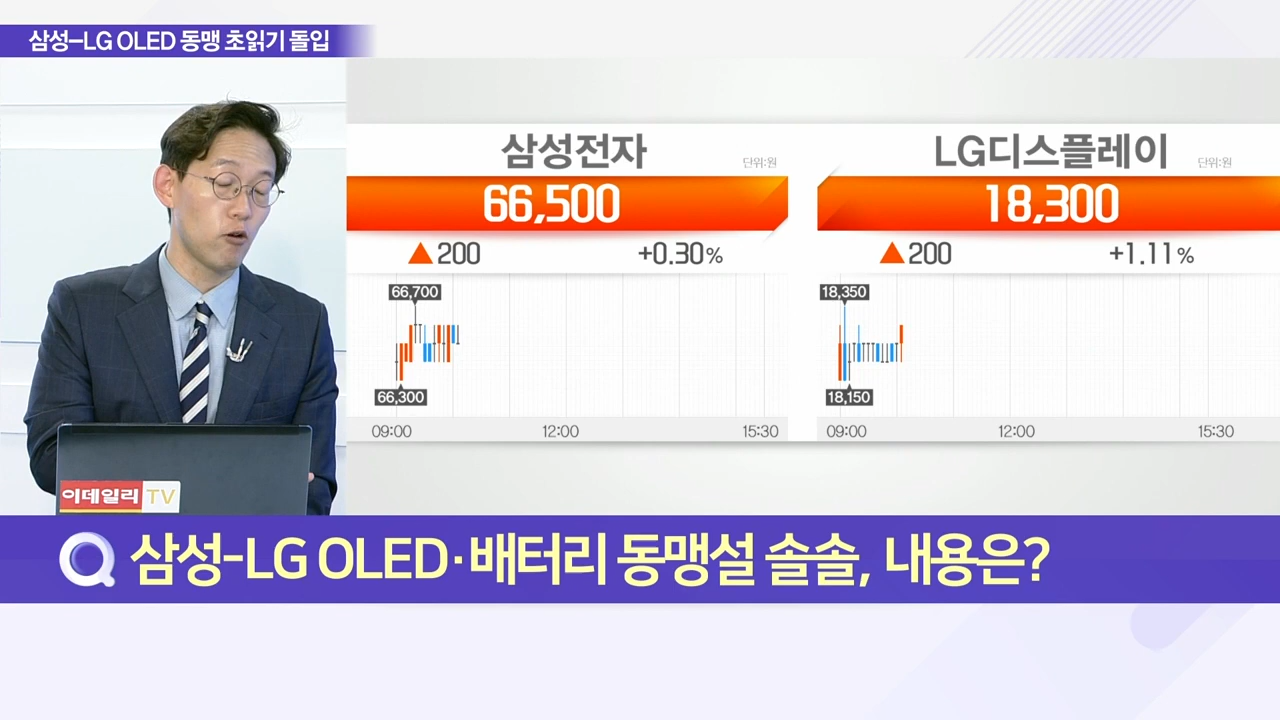 삼성-LG OLED 동맹 초읽기 돌입
삼성전자
단위:원
66,500
▲200 +0.30%
66,700
66,300
09:00 12:00 15:30
LG디스플레이
단위:원
18,300
▲200 +1.11%
18,350
18,150
09:00 12:00 15:30
이데일리 TV
Q 삼성-LG OLED·배터리 동맹설 솔솔, 내용은?